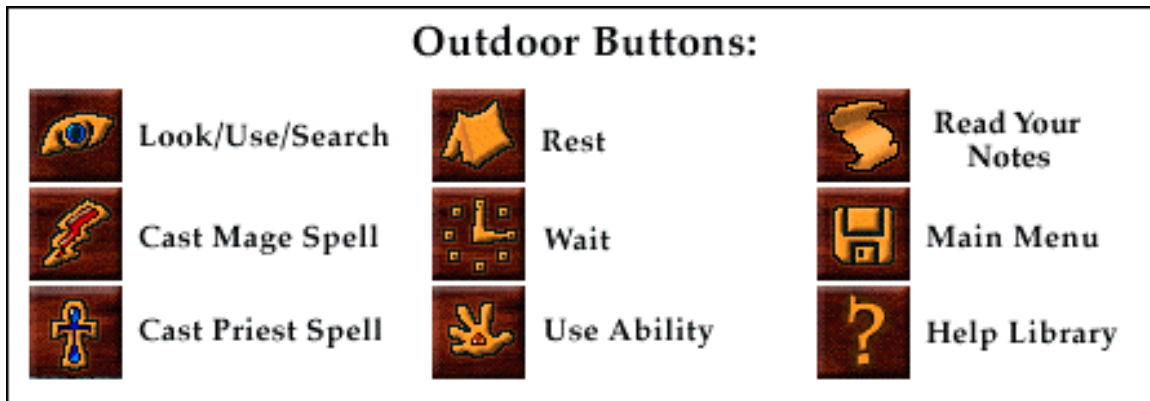 Outdoor Buttons:
Look/Use/Search
Rest
Read Your
Notes
Cast Mage Spell
Wait
Main Menu
Cast Priest Spell
Use Ability
?
Help Library